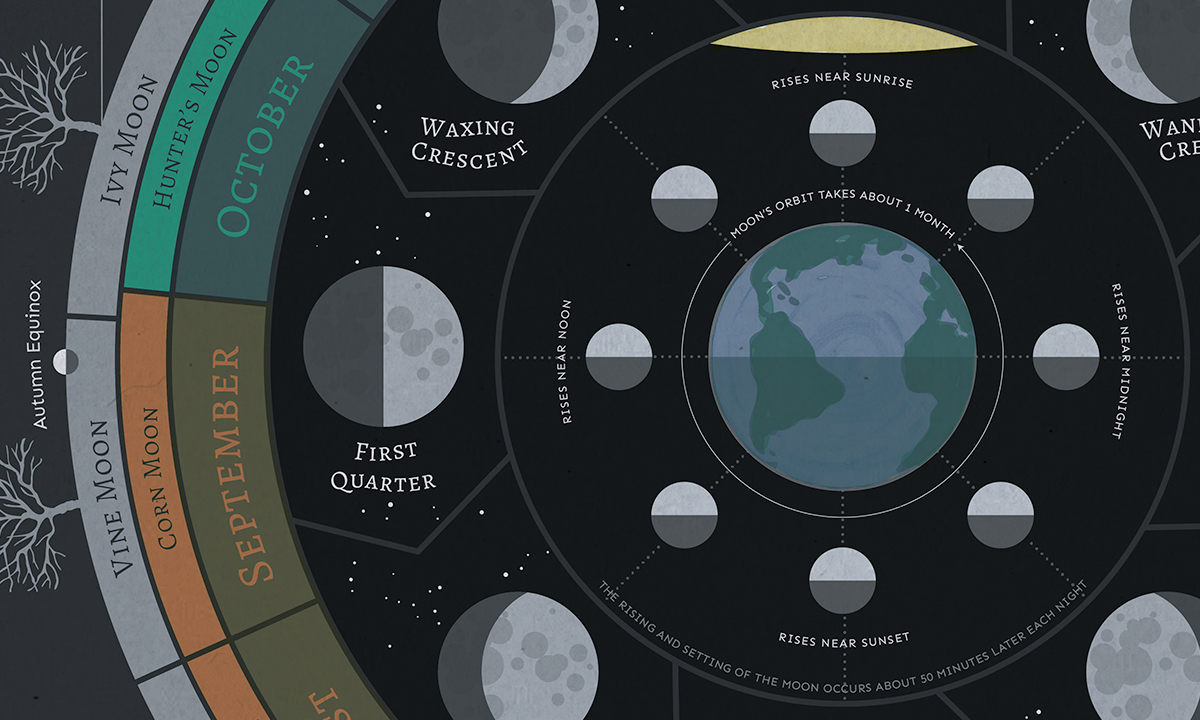 Ivy Moon
Hunter's Moon
October
Autumn Equinox
Vine Moon
Corn Moon
September
Waxing
Crescent
First
Quarter
RISES NEAR SUNRISE
MOON'S ORBIT TAKES ABOUT 1 MONTH
RISES NEAR NOON
RISES NEAR MIDNIGHT
RISES NEAR SUNSET
THE RISING AND SETTING OF THE MOON OCCURS ABOUT 50 MINUTES LATER EACH NIGHT